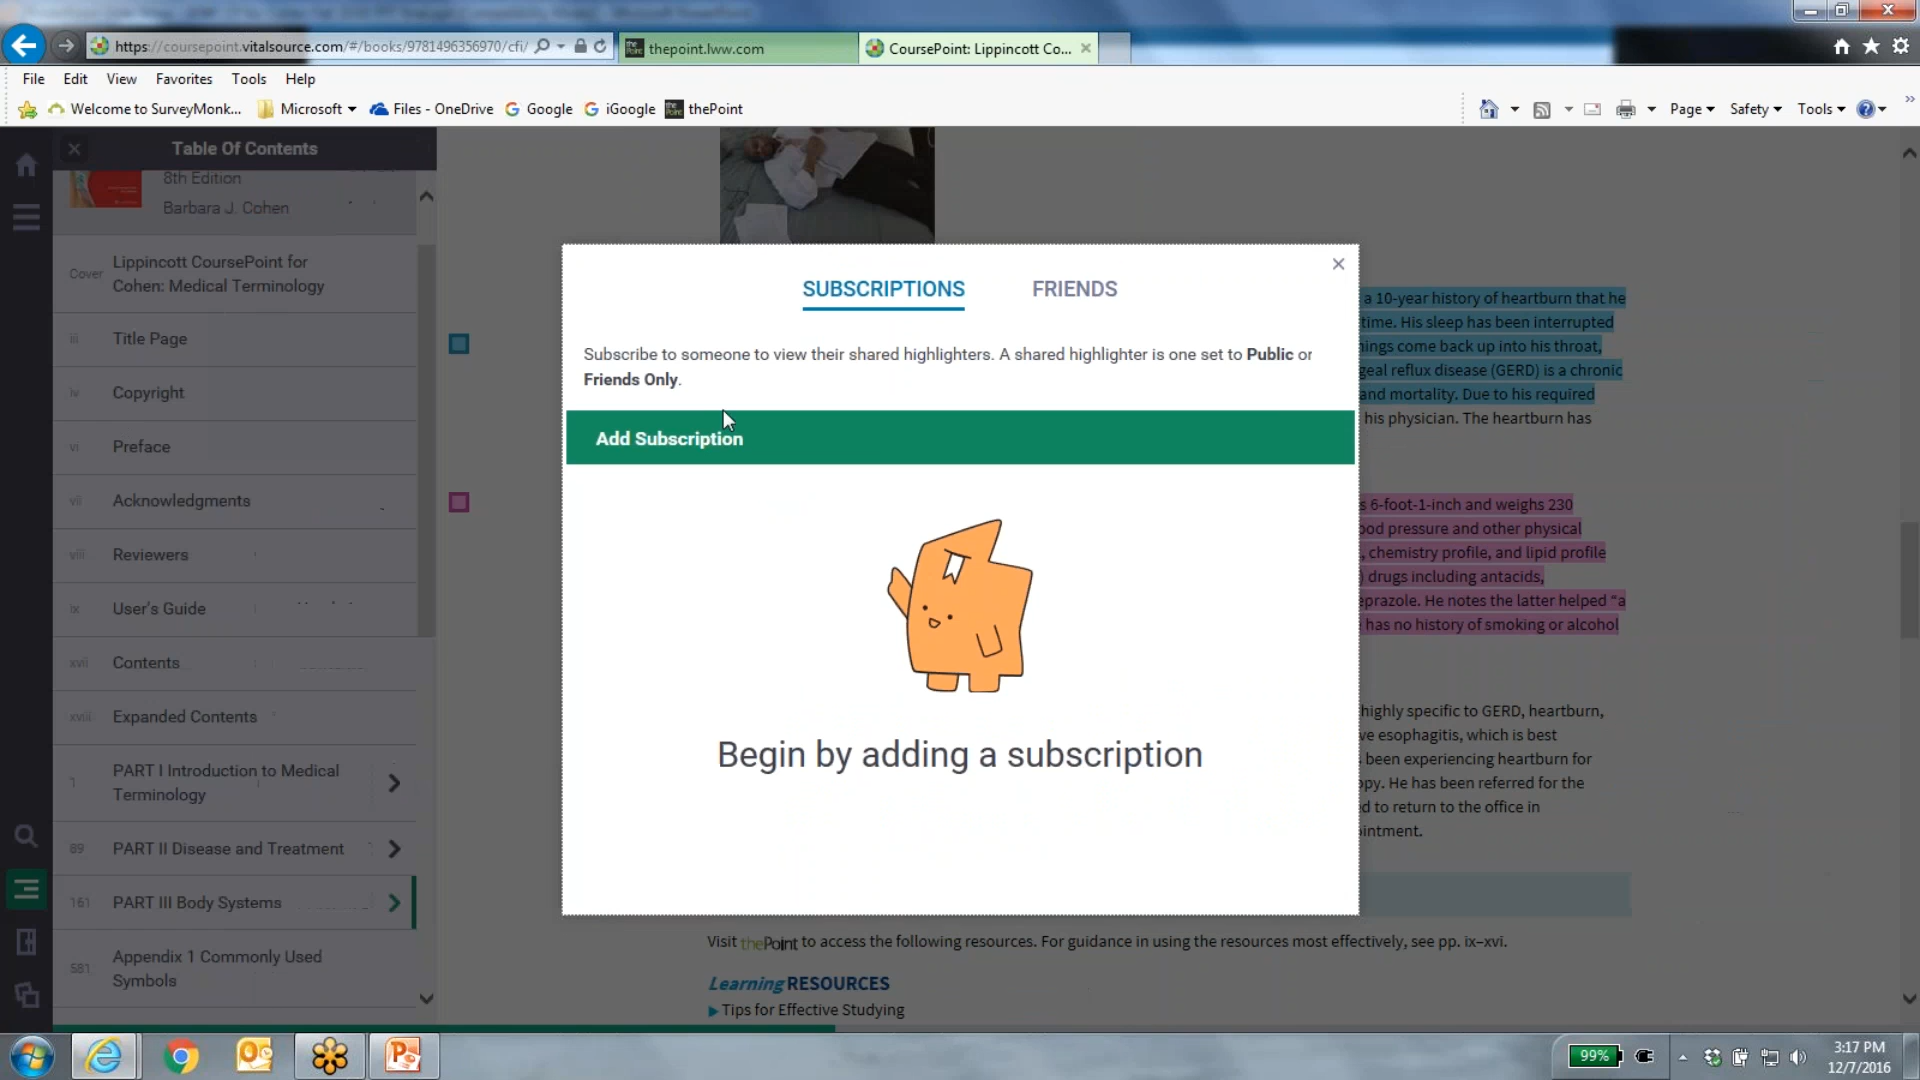 https://coursepoint.vitalsource.com/#/books/9781496356970/cfi/
thepoint.lww.com
CoursePoint: Lippincott Co...
File Edit View Favorites Tools Help
Welcome to SurveyMonk... Microsoft Files - OneDrive Google iGoogle thePoint
Page Safety Tools
Table Of Contents
8th Edition
Barbara J. Cohen
Cover Lippincott CoursePoint for
Cohen: Medical Terminology
iii Title Page
iv Copyright
vi Preface
vii Acknowledgments
viii Reviewers
ix User's Guide
xvii Contents
xviii Expanded Contents
1 PART I Introduction to Medical
Terminology
89 PART II Disease and Treatment
161 PART III Body Systems
581 Appendix 1 Commonly Used
Symbols
SUBSCRIPTIONS FRIENDS
Subscribe to someone to view their shared highlighters. A shared highlighter is one set to Public or
Friends Only.
Add Subscription
Begin by adding a subscription
a 10-year history of heartburn that he
time. His sleep has been interrupted
ings come back up into his throat,
geal reflux disease (GERD) is a chronic
and mortality. Due to his required
his physician. The heartburn has
s 6-foot-1-inch and weighs 230
ood pressure and other physical
, chemistry profile, and lipid profile
) drugs including antacids,
eprazole. He notes the latter helped “a
has no history of smoking or alcohol
highly specific to GERD, heartburn,
ve esophagitis, which is best
been experiencing heartburn for
opy. He has been referred for the
d to return to the office in
intment.
Visit thePoint to access the following resources. For guidance in using the resources most effectively, see pp. ix–xvi.
Learning RESOURCES
Tips for Effective Studying
99%
3:17 PM
12/7/2016